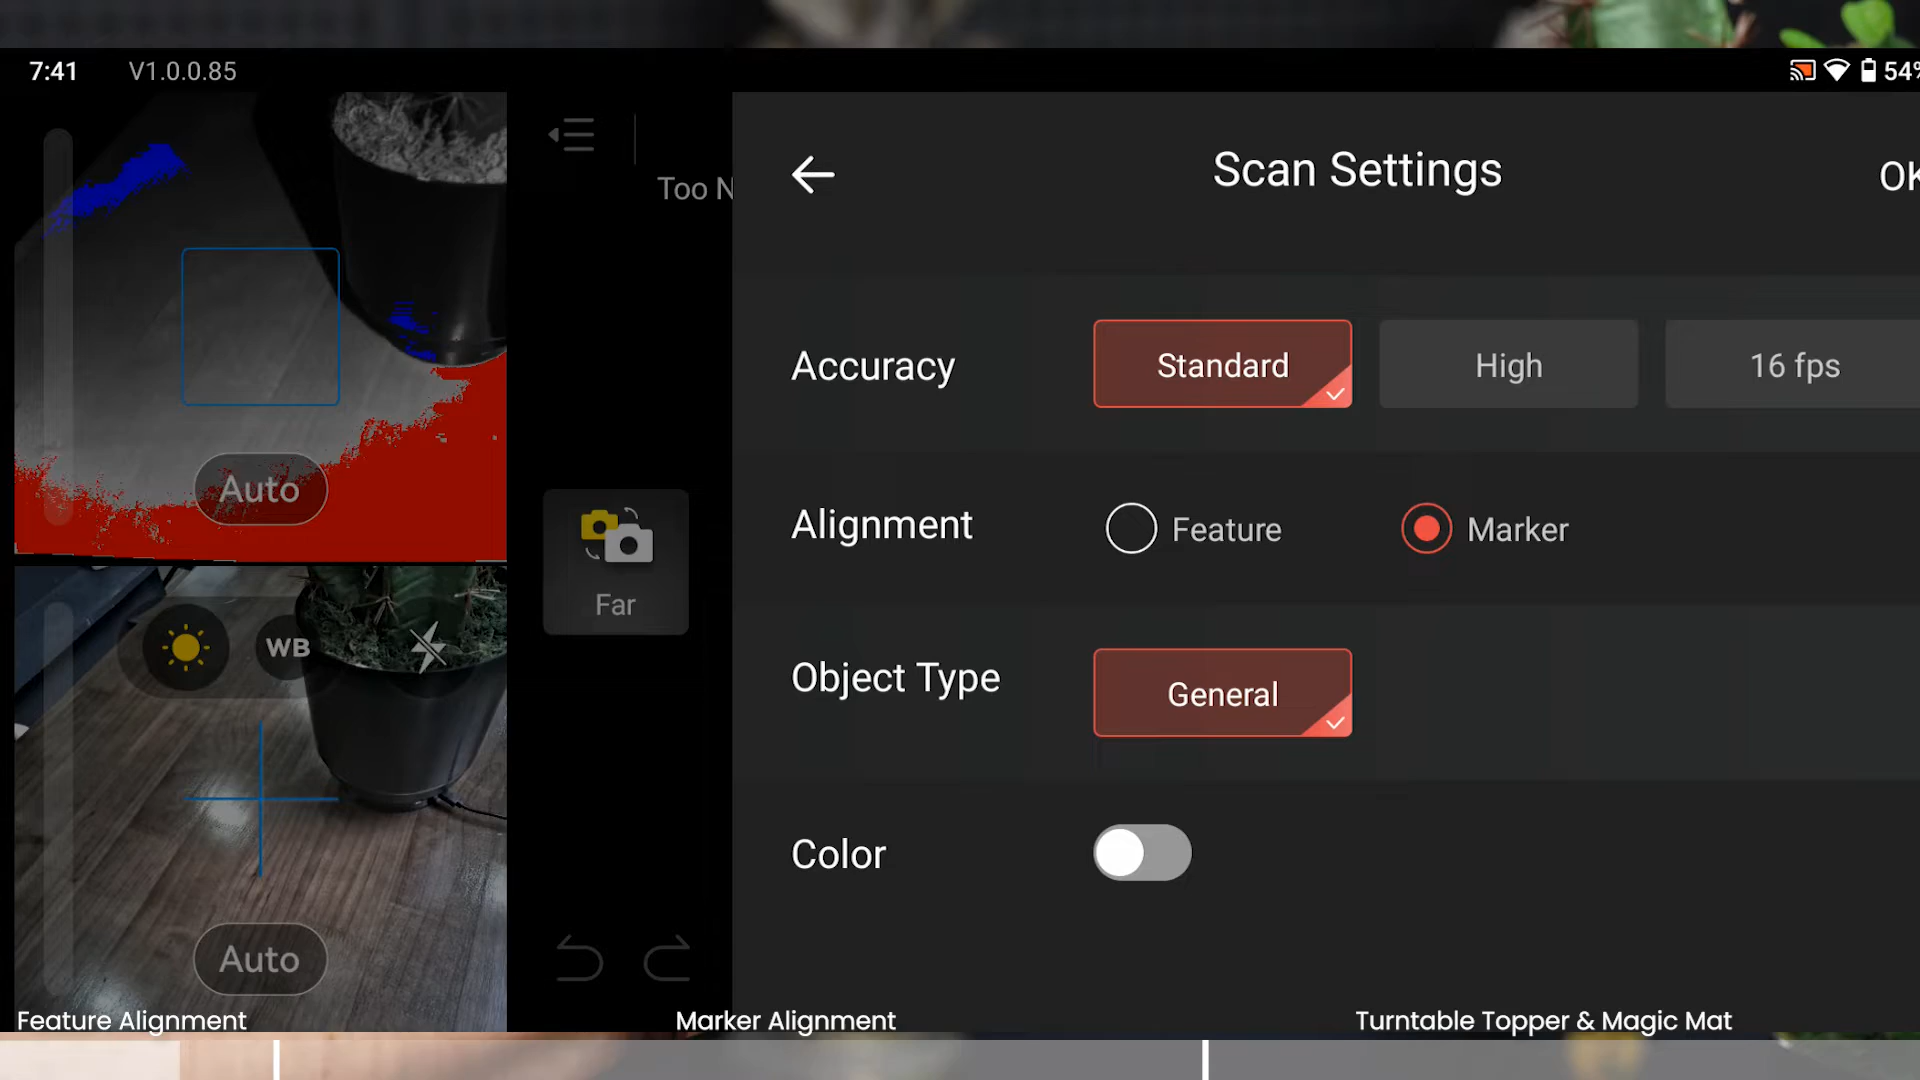 7:41 V1.0.0.85 54%
Too N
Scan Settings
OK
Accuracy Standard High 16 fps
Auto
Alignment Feature Marker
Far
WB
Object Type General
Color
Auto
Feature Alignment Marker Alignment Turntable Topper & Magic Mat